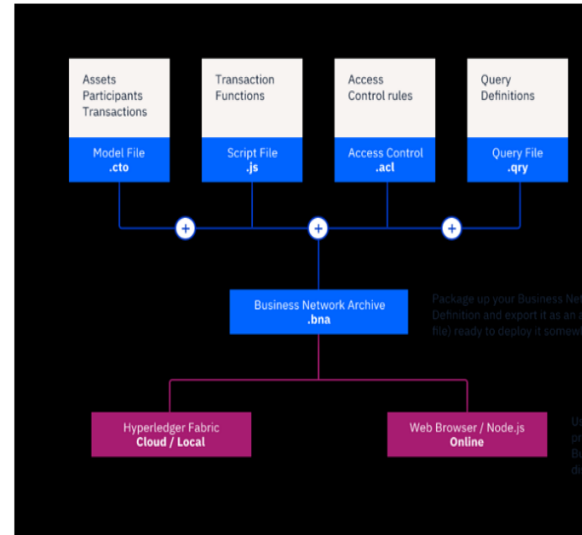 Assets
Participants
Transactions
Model File
.cto
Transaction
Functions
Script File
.js
Access
Control rules
Access Control
.acl
Query
Definitions
Query File
.qry
+
+
+
Business Network Archive
.bna
Package up your Business Net
Definition and export it as an a
file) ready to deploy it somew
Hyperledger Fabric
Cloud / Local
Web Browser / Node.js
Online